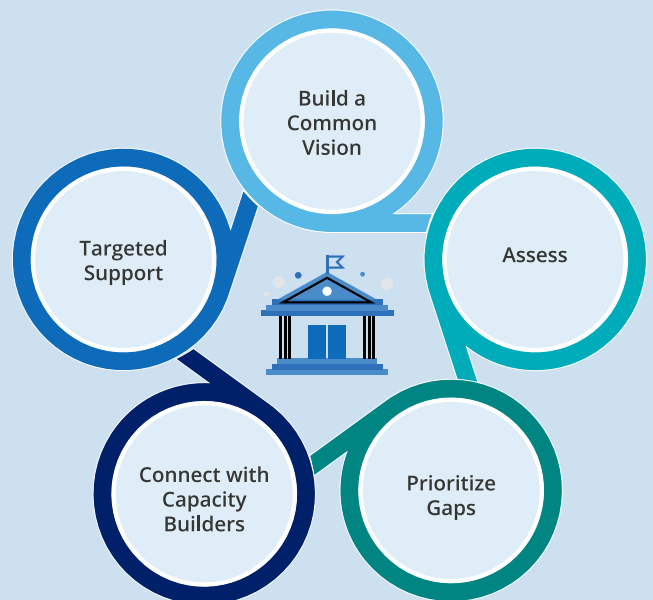 Build a
Common
Vision
Assess
Prioritize
Gaps
Connect with
Capacity
Builders
Targeted
Support